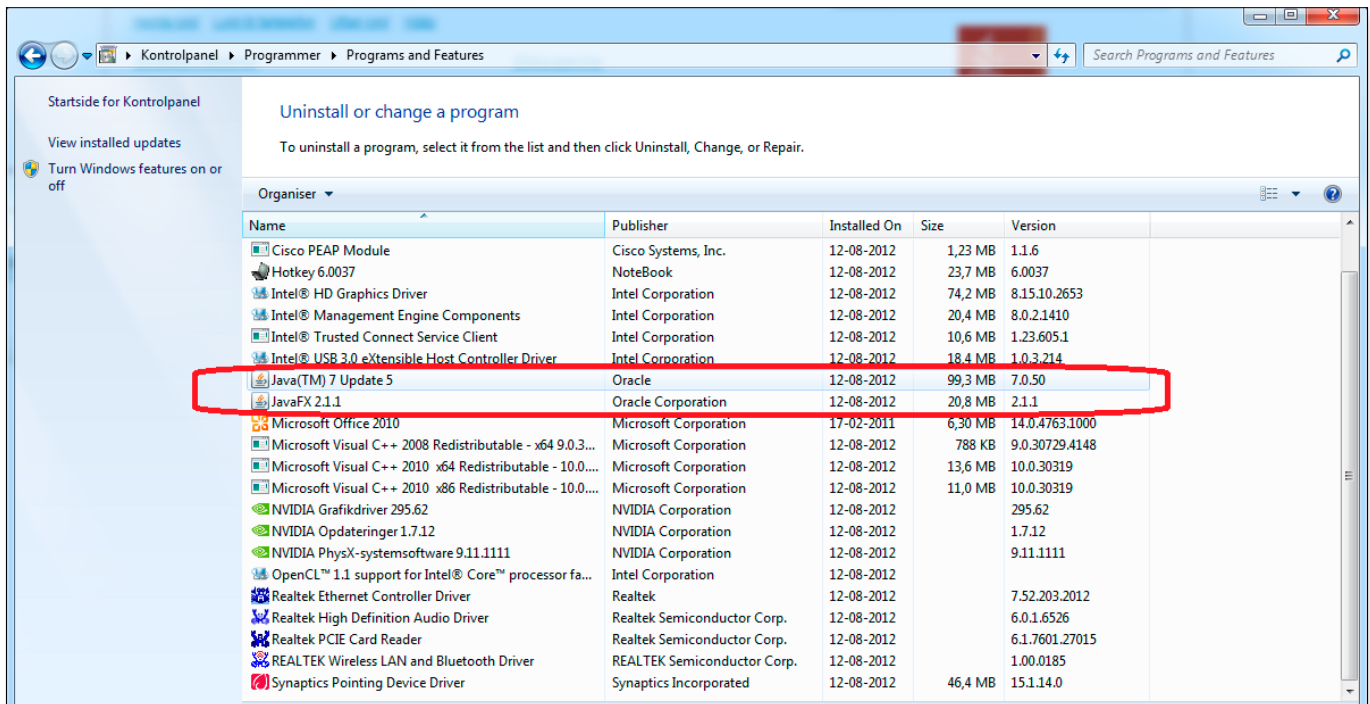 Kontrolpanel Programmer Programs and Features Search Programs and Features
Startside for Kontrolpanel
View installed updates
Turn Windows features on or
off
Uninstall or change a program
To uninstall a program, select it from the list and then click Uninstall, Change, or Repair.
Organiser
Name Publisher Installed On Size Version
Cisco PEAP Module Cisco Systems, Inc. 12-08-2012 1,23 MB 1.1.6
Hotkey 6.0037 NoteBook 12-08-2012 23,7 MB 6.0037
Intel® HD Graphics Driver Intel Corporation 12-08-2012 74,2 MB 8.15.10.2653
Intel® Management Engine Components Intel Corporation 12-08-2012 20,4 MB 8.0.2.1410
Intel® Trusted Connect Service Client Intel Corporation 12-08-2012 10,6 MB 1.23.605.1
Intel® USB 3.0 eXtensible Host Controller Driver Intel Corporation 12-08-2012 18,4 MB 1.0.3.214
Java(TM) 7 Update 5 Oracle 12-08-2012 99,3 MB 7.0.50
JavaFX 2.1.1 Oracle Corporation 12-08-2012 20,8 MB 2.1.1
Microsoft Office 2010 Microsoft Corporation 17-02-2011 6,30 MB 14.0.4763.1000
Microsoft Visual C++ 2008 Redistributable - x64 9.0.3... Microsoft Corporation 12-08-2012 788 KB 9.0.30729.4148
Microsoft Visual C++ 2010 x64 Redistributable - 10.0.... Microsoft Corporation 12-08-2012 13,6 MB 10.0.30319
Microsoft Visual C++ 2010 x86 Redistributable - 10.0.... Microsoft Corporation 12-08-2012 11,0 MB 10.0.30319
NVIDIA Grafikdriver 295.62 NVIDIA Corporation 12-08-2012 295.62
NVIDIA Opdateringer 1.7.12 NVIDIA Corporation 12-08-2012 1.7.12
NVIDIA PhysX-systemsoftware 9.11.1111 NVIDIA Corporation 12-08-2012 9.11.1111
OpenCL™ 1.1 support for Intel® Core™ processor fa... Intel Corporation 12-08-2012
Realtek Ethernet Controller Driver Realtek 12-08-2012 7.52.203.2012
Realtek High Definition Audio Driver Realtek Semiconductor Corp. 12-08-2012 6.0.1.6526
Realtek PCIE Card Reader Realtek Semiconductor Corp. 12-08-2012 6.1.7601.27015
REALTEK Wireless LAN and Bluetooth Driver REALTEK Semiconductor Corp. 12-08-2012 1.00.0185
Synaptics Pointing Device Driver Synaptics Incorporated 12-08-2012 46,4 MB 15.1.14.0